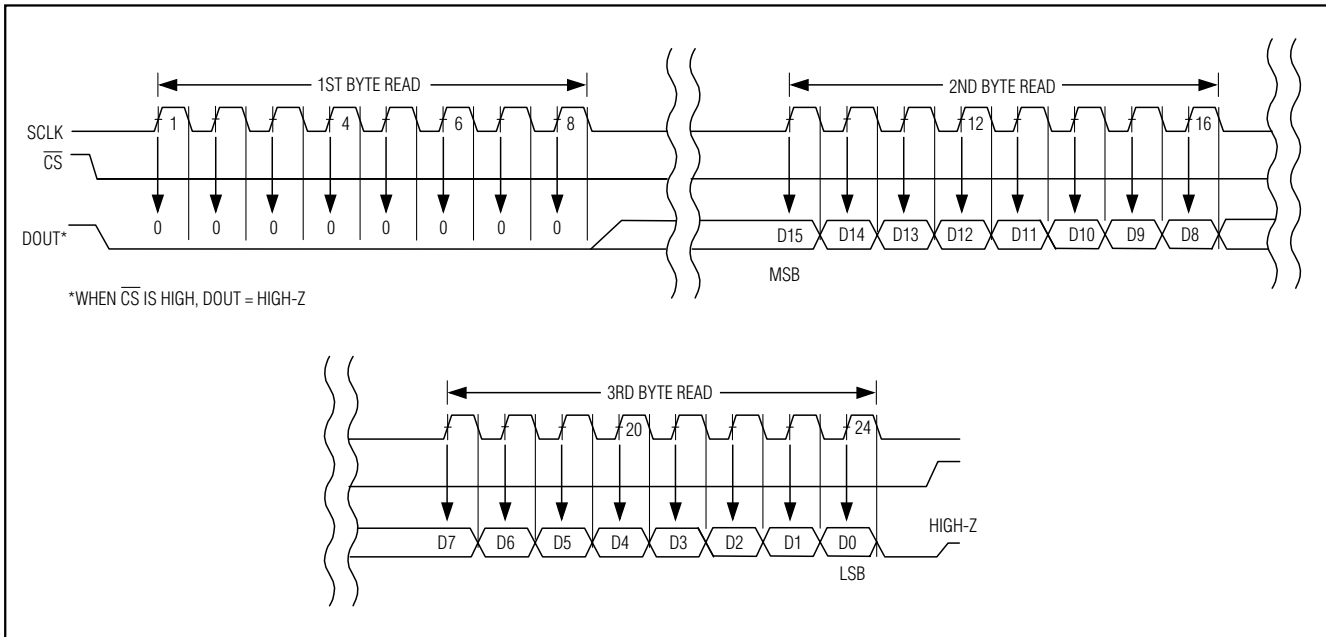 1ST BYTE READ
2ND BYTE READ
SCLK 1 4 6 8 12 16
CS
0 0 0 0 0 0 0 0
DOUT* D15 D14 D13 D12 D11 D10 D9 D8
MSB
*WHEN CS IS HIGH, DOUT = HIGH-Z
3RD BYTE READ
20 24
HIGH-Z
D7 D6 D5 D4 D3 D2 D1 D0
LSB